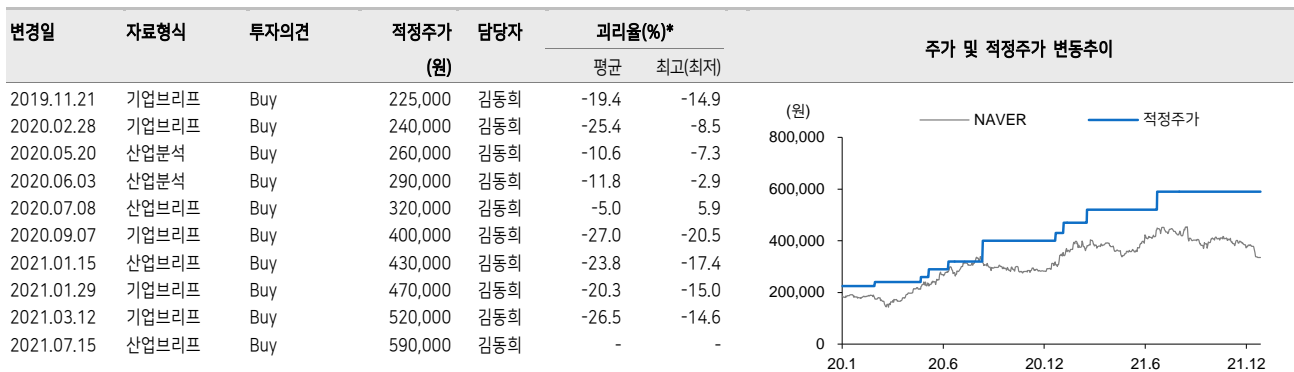 변경일 자료형식 투자의견 적정주가 담당자 괴리율(%)* 주가 및 적정주가 변동추이
(원) 평균 최고(최저)
2019.11.21 기업브리프 Buy 225,000 김동희 -19.4 -14.9
2020.02.28 기업브리프 Buy 240,000 김동희 -25.4 -8.5
2020.05.20 산업분석 Buy 260,000 김동희 -10.6 -7.3
2020.06.03 산업분석 Buy 290,000 김동희 -11.8 -2.9
2020.07.08 산업브리프 Buy 320,000 김동희 -5.0 5.9
2020.09.07 기업브리프 Buy 400,000 김동희 -27.0 -20.5
2021.01.15 산업브리프 Buy 430,000 김동희 -23.8 -17.4
2021.01.29 기업브리프 Buy 470,000 김동희 -20.3 -15.0
2021.03.12 기업브리프 Buy 520,000 김동희 -26.5 -14.6
2021.07.15 산업브리프 Buy 590,000 김동희 - -
(원)
NAVER 적정주가
800,000
600,000
400,000
200,000
0
20.1 20.6 20.12 21.6 21.12